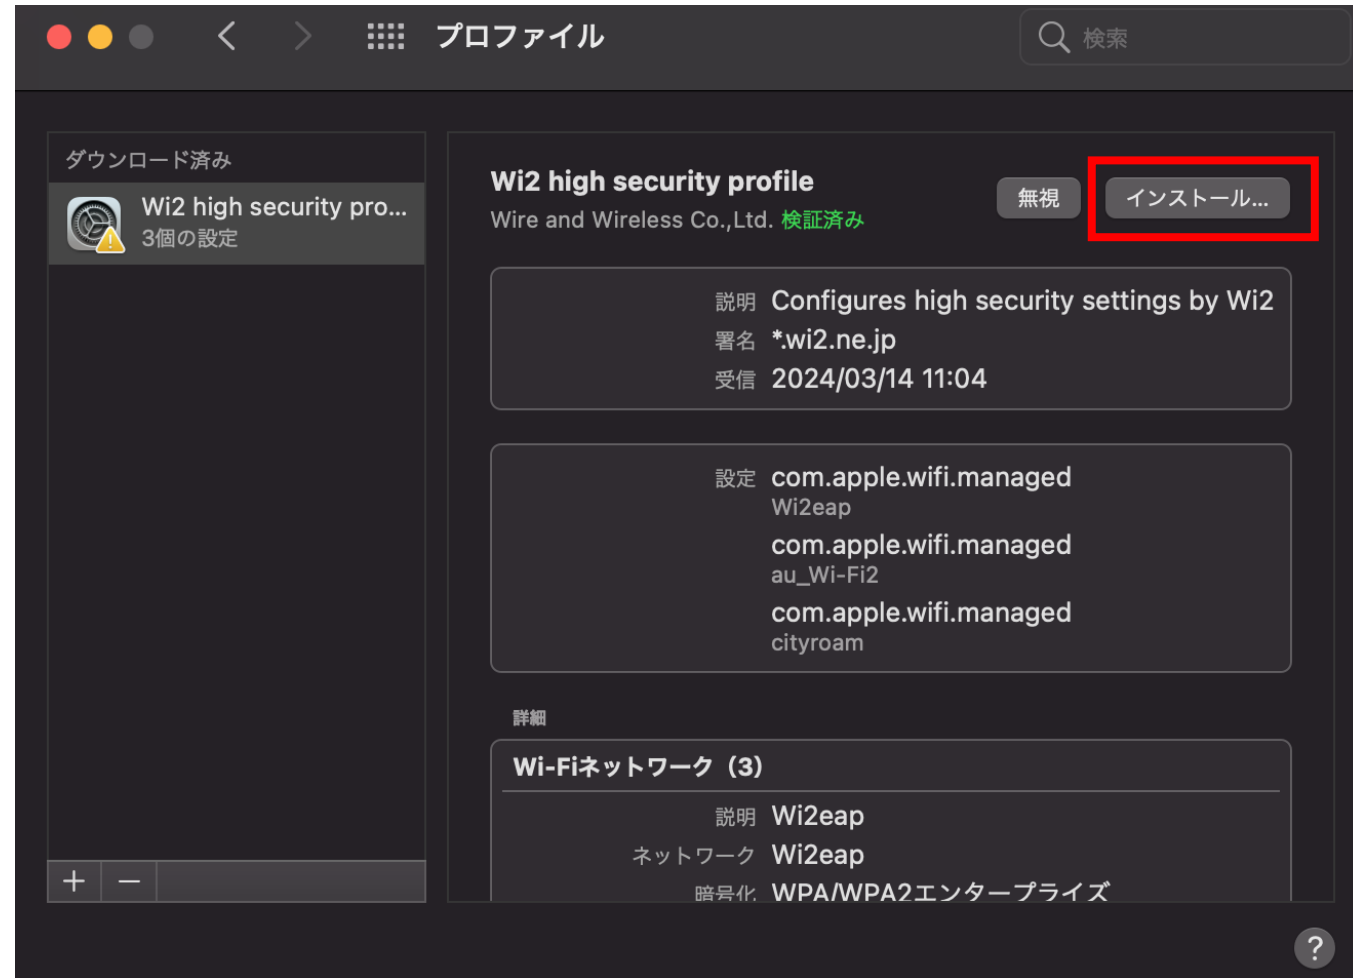 プロファイル
検索
ダウンロード済み
Wi2 high security pro...
3個の設定
Wi2 high security profile
Wire and Wireless Co.,Ltd. 検証済み
無視
インストール...
説明 Configures high security settings by Wi2
署名 *.wi2.ne.jp
受信 2024/03/14 11:04
設定 com.apple.wifi.managed
Wi2eap
com.apple.wifi.managed
au_Wi-Fi2
com.apple.wifi.managed
cityroam
詳細
Wi-Fiネットワーク（3）
説明 Wi2eap
ネットワーク Wi2eap
暗号化 WPA/WPA2エンタープライズ
+ −
?